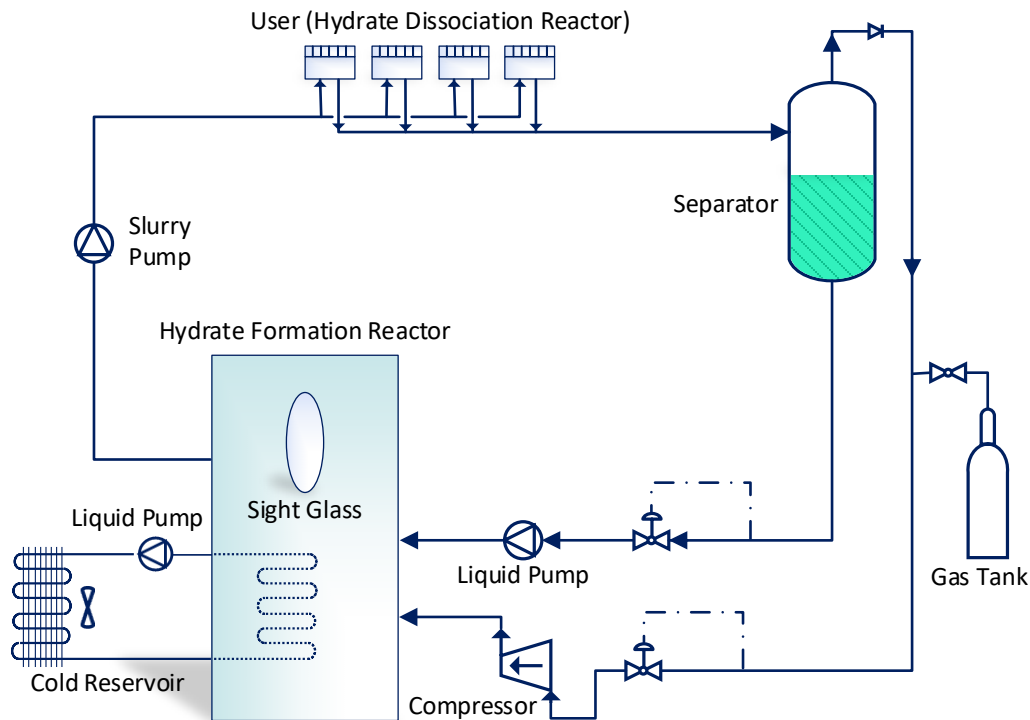 User (Hydrate Dissociation Reactor)
Separator
Slurry
Pump
Hydrate Formation Reactor
Sight Glass
Liquid Pump
Liquid Pump
Gas Tank
Cold Reservoir
Compressor